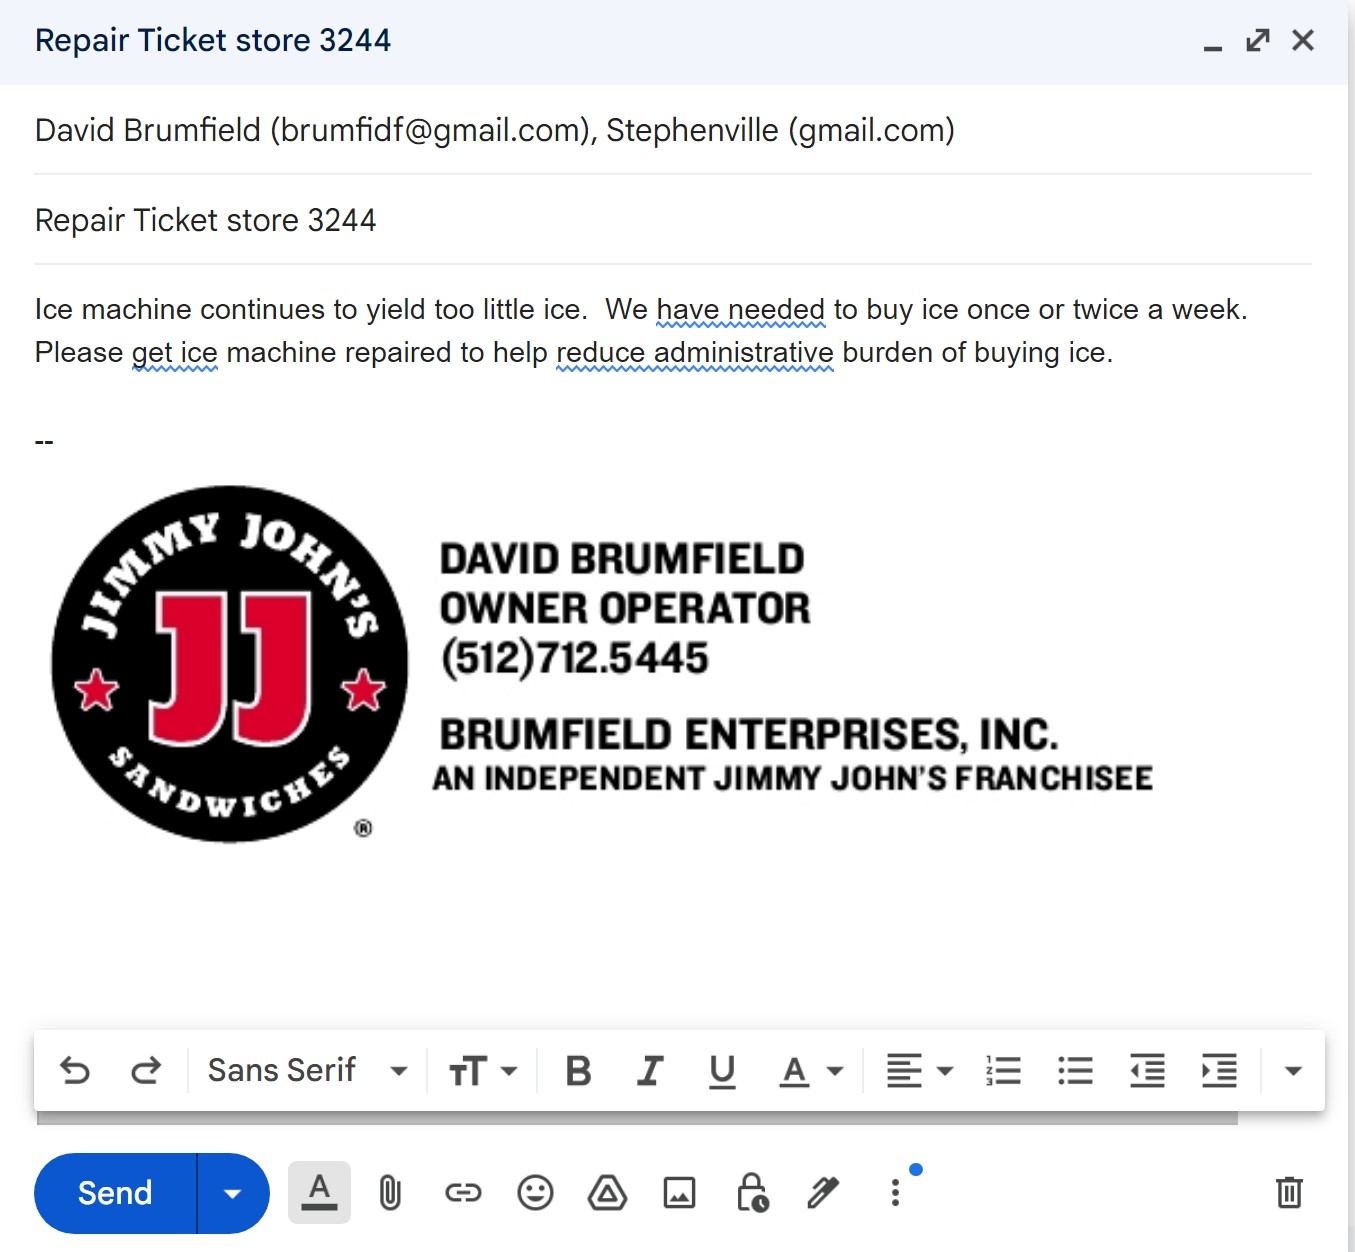 Repair Ticket store 3244
David Brumfield (brumfidf@gmail.com), Stephenville (gmail.com)
Repair Ticket store 3244
Ice machine continues to yield too little ice.  We have needed to buy ice once or twice a week.
Please get ice machine repaired to help reduce administrative burden of buying ice.
--
JIMMY JOHN'S
JJ
SANDWICHES
®
DAVID BRUMFIELD
OWNER OPERATOR
(512)712.5445
BRUMFIELD ENTERPRISES, INC.
AN INDEPENDENT JIMMY JOHN'S FRANCHISEE
Sans Serif
Send